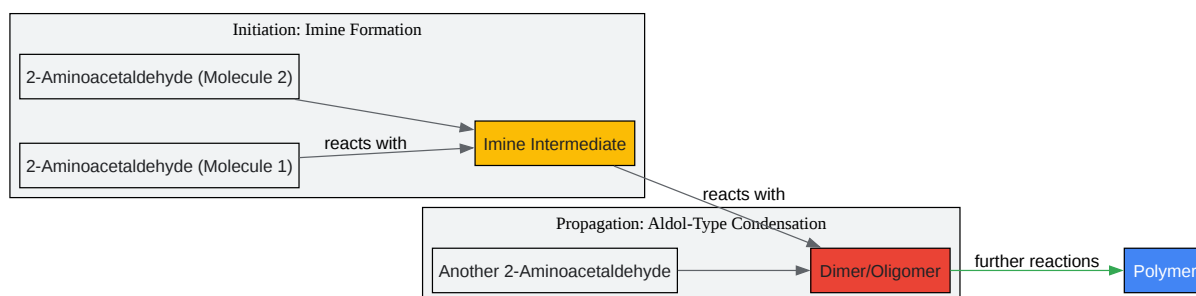 Initiation: Imine Formation
2-Aminoacetaldehyde (Molecule 2)
2-Aminoacetaldehyde (Molecule 1)
reacts with
Imine Intermediate
reacts with
Propagation: Aldol-Type Condensation
Another 2-Aminoacetaldehyde
Dimer/Oligomer
further reactions
Polymer